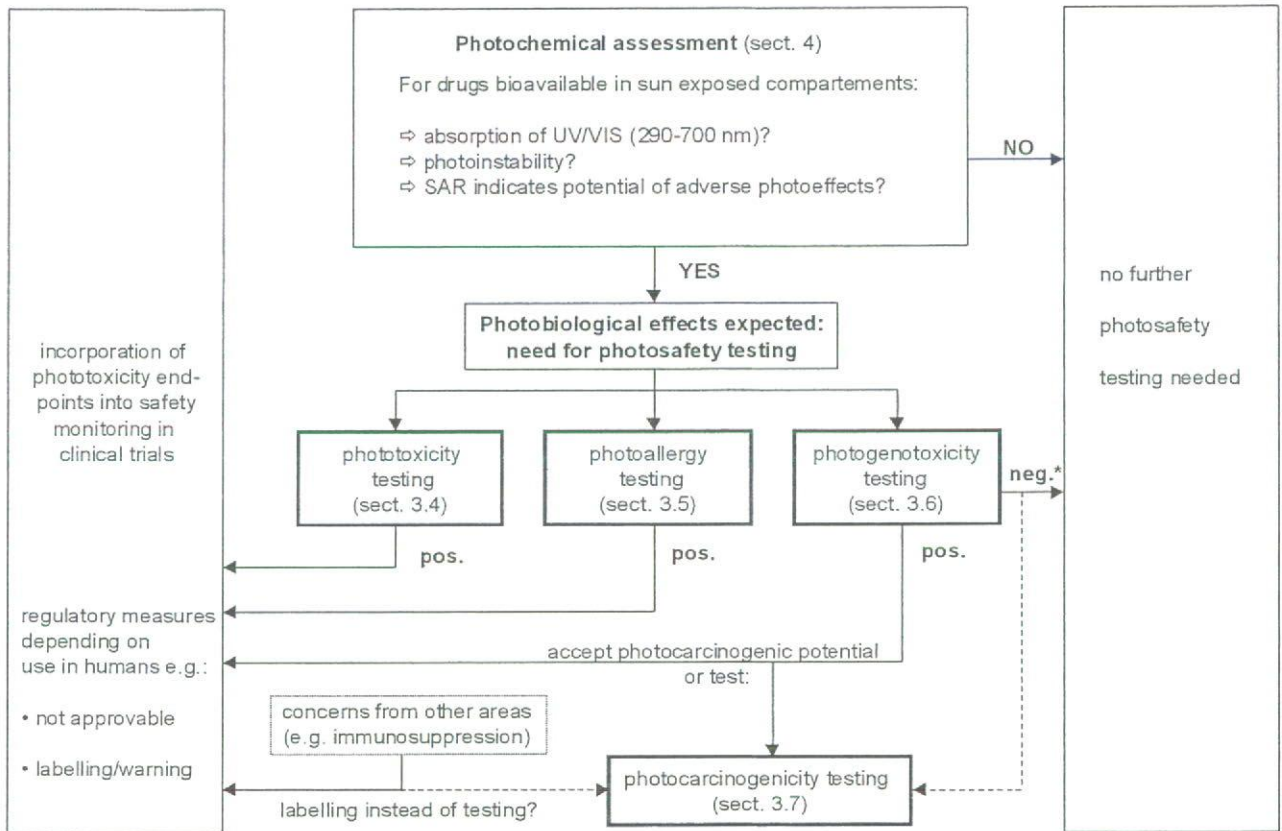 Photochemical assessment (sect. 4)
For drugs bioavailable in sun exposed compartements:
⇨ absorption of UV/VIS (290-700 nm)?
⇨ photoinstability?
⇨ SAR indicates potential of adverse photoeffects?
NO
YES
no further
photosafety
testing needed
Photobiological effects expected:
need for photosafety testing
incorporation of
phototoxicity end-
points into safety
monitoring in
clinical trials
phototoxicity
testing
(sect. 3.4)
photoallergy
testing
(sect. 3.5)
photogenotoxicity
testing
(sect. 3.6)
neg.*
pos.
pos.
pos.
regulatory measures
depending on
use in humans e.g.:
• not approvable
• labelling/warning
accept photocarcinogenic potential
or test:
concerns from other areas
(e.g. immunosuppression)
labelling instead of testing?
photocarcinogenicity testing
(sect. 3.7)